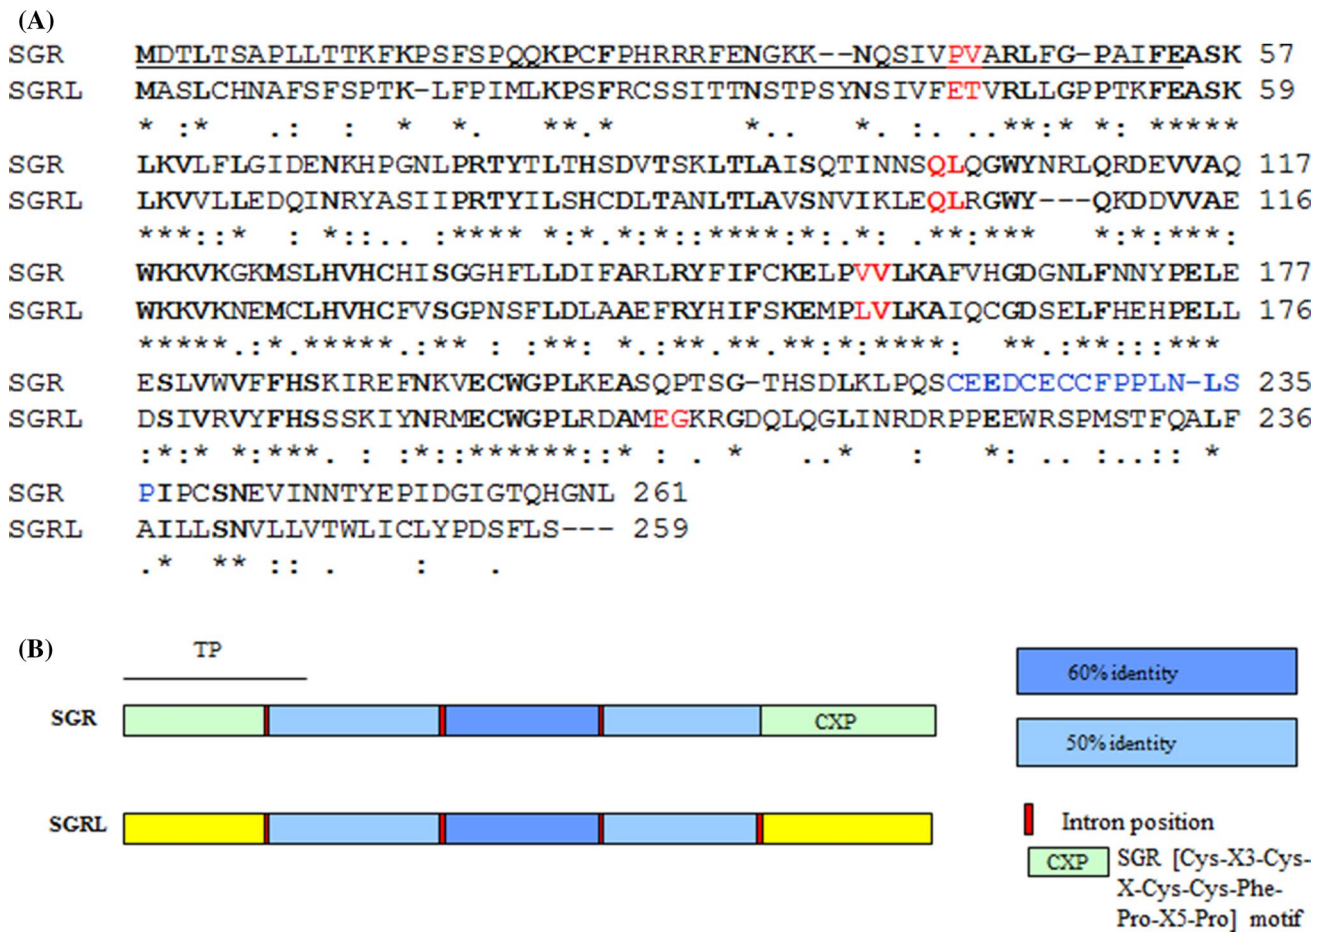 (A)
SGR MDTLTSAPLLTTKFKPSFSPQQKPCFPHRRRFENGKK--NQSIVPVARLFG-PAIFEASK 57
SGRL MASLCHNAFSFSPTK-LFPIMLKPSFRCSSITTNSTPSYNSIVFETVRLLGPPTKFEASK 59
* :* .: : * *. **.* *.. *. :. ..**:* *: *****
SGR LKVLFLGIDENKHPGNLPRTYTLTHSDVTSKLTLAISQTINNSQLQGWYNRLQRDEVVAQ 117
SGRL LKVVLLEDQINRYASIIPRTYILSHCDLTANLTLAVSNVIKLEQLRGWY---QKDDVVAE 116
***::* : *::.. :**** *:*.*:*::****:*:.*: .**:*** *:*:***:
SGR WKKVKGKMSLHVHCHISGGHFLLDIFARLRYFIFCKELPVVLKAFVHGDGNLFNNYPELE 177
SGRL WKKVKNEMCLHVHCFVSGPNSFLDLAAEFRYHIFSKEMPLVLKAIQCGDSELFHEHPELL 176
*****.:*.*****.:** : :**: *.:**.**.**:*:****: **.:**:::***
SGR ESLVWVFFHSKIREFNKVECWGPLKEASQPTSG-THSDLKLPQSCEEDCECCFPPLN-LS 235
SGRL DSIVRVYFHSSSKIYNRMECWGPLRDAMEGKRGDQLQGLINRDRPPEEWRSPMSTFQALF 236
:*:* *:***. : :*::******::* : . * ..* : *: .. :..:: *
SGR PIPCSNEVINNTYEPIDGIGTQHGNL 261
SGRL AILLSNVLLVTWLICLYPDSFLS--- 259
.* ** :: . : .
(B)
TP
SGR CXP
SGRL
60% identity
50% identity
Intron position
CXP SGR [Cys-X3-Cys-
X-Cys-Cys-Phe-
Pro-X5-Pro] motif